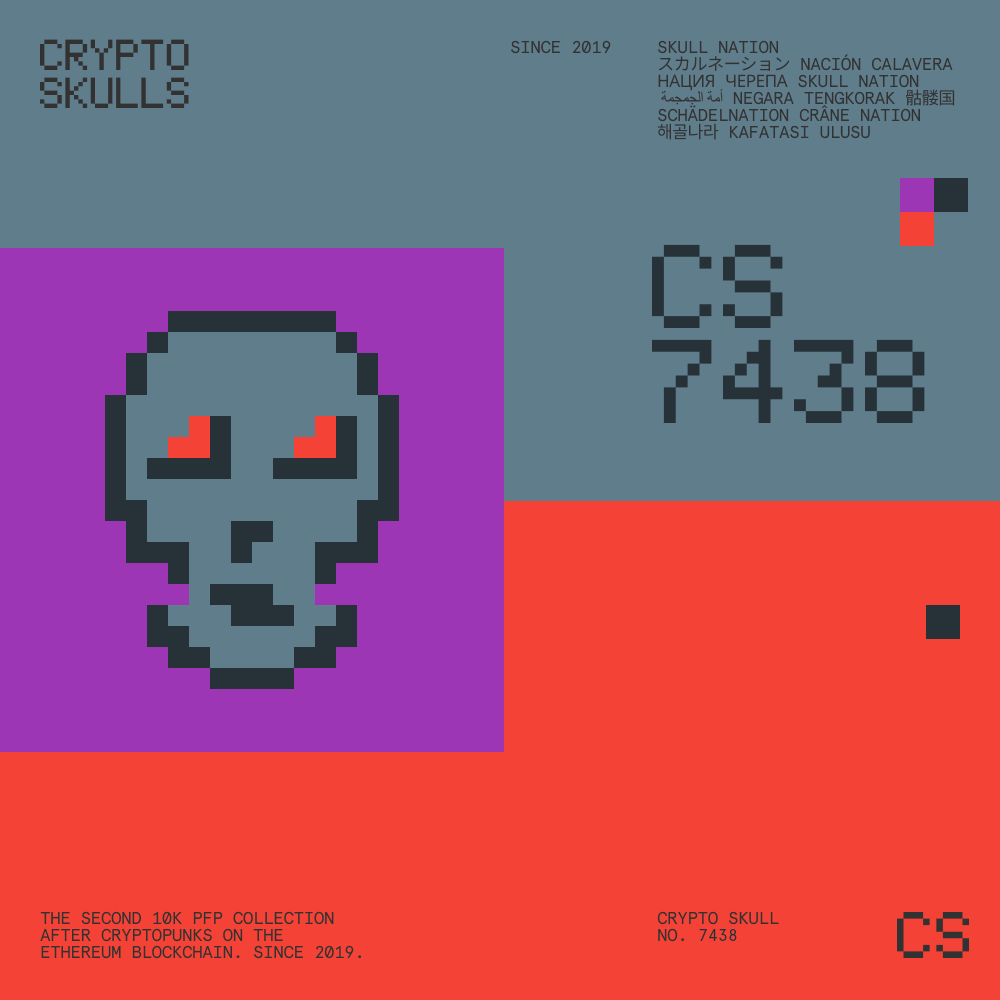 CRYPTO
SKULLS
SINCE 2019
SKULL NATION
スカルネーション NACIÓN CALAVERA
НАЦИЯ ЧЕРЕПА SKULL NATION
أمة الجمجمة NEGARA TENGKORAK 骷髅国
SCHÄDELNATION CRÂNE NATION
해골나라 KAFATASI ULUSU
CS
7438
THE SECOND 10K PFP COLLECTION
AFTER CRYPTOPUNKS ON THE
ETHEREUM BLOCKCHAIN. SINCE 2019.
CRYPTO SKULL
NO. 7438
CS